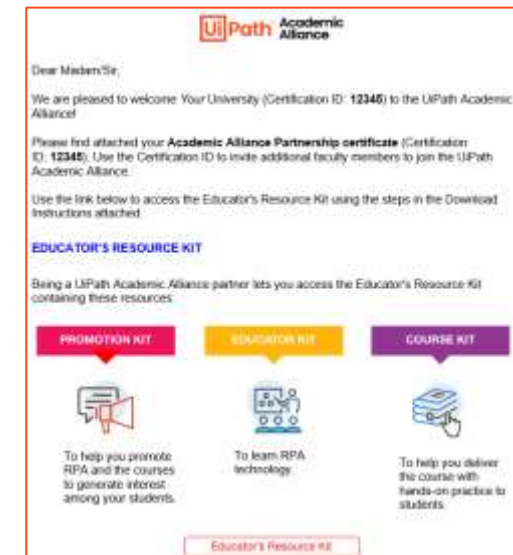 UiPath Academic Alliance
Dear Madam/Sir,
We are pleased to welcome Your University (Certification ID: 12345) to the UiPath Academic
Alliance!
Please find attached your Academic Alliance Partnership certificate (Certification
ID: 12345). Use the Certification ID to invite additional faculty members to join the UiPath
Academic Alliance.
Use the link below to access the Educator's Resource Kit using the steps in the Download
Instructions attached.
EDUCATOR'S RESOURCE KIT
Being a UiPath Academic Alliance partner lets you access the Educator's Resource Kit
containing these resources:
PROMOTION KIT
To help you promote
RPA and the courses
to generate interest
among your students.
EDUCATOR KIT
To learn RPA
technology.
COURSE KIT
To help you deliver
the course with
hands-on practice to
students.
Educator's Resource Kit